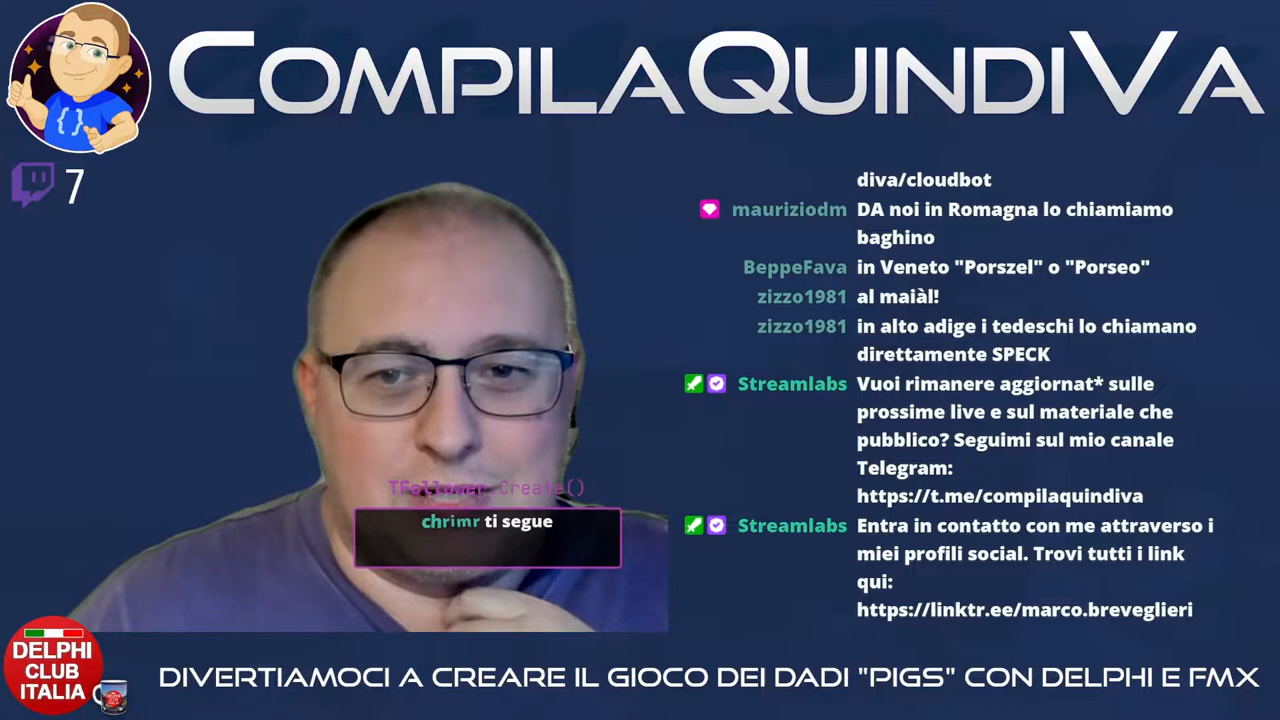 COMPILAQUINDIVA
7
diva/cloudbot
mauriziodm DA noi in Romagna lo chiamiamo
baghino
BeppeFava in Veneto "Porszel" o "Porseo"
zizzo1981 al maiàl!
zizzo1981 in alto adige i tedeschi lo chiamano
direttamente SPECK
Streamlabs Vuoi rimanere aggiornat* sulle
prossime live e sul materiale che
pubblico? Seguimi sul mio canale
Telegram:
https://t.me/compilaquindiva
Streamlabs Entra in contatto con me attraverso i
miei profili social. Trovi tutti i link
qui:
https://linktr.ee/marco.breveglieri
TFollower.Create()
chrimr ti segue
DELPHI
CLUB
ITALIA
DIVERTIAMOCI A CREARE IL GIOCO DEI DADI "PIGS" CON DELPHI E FMX